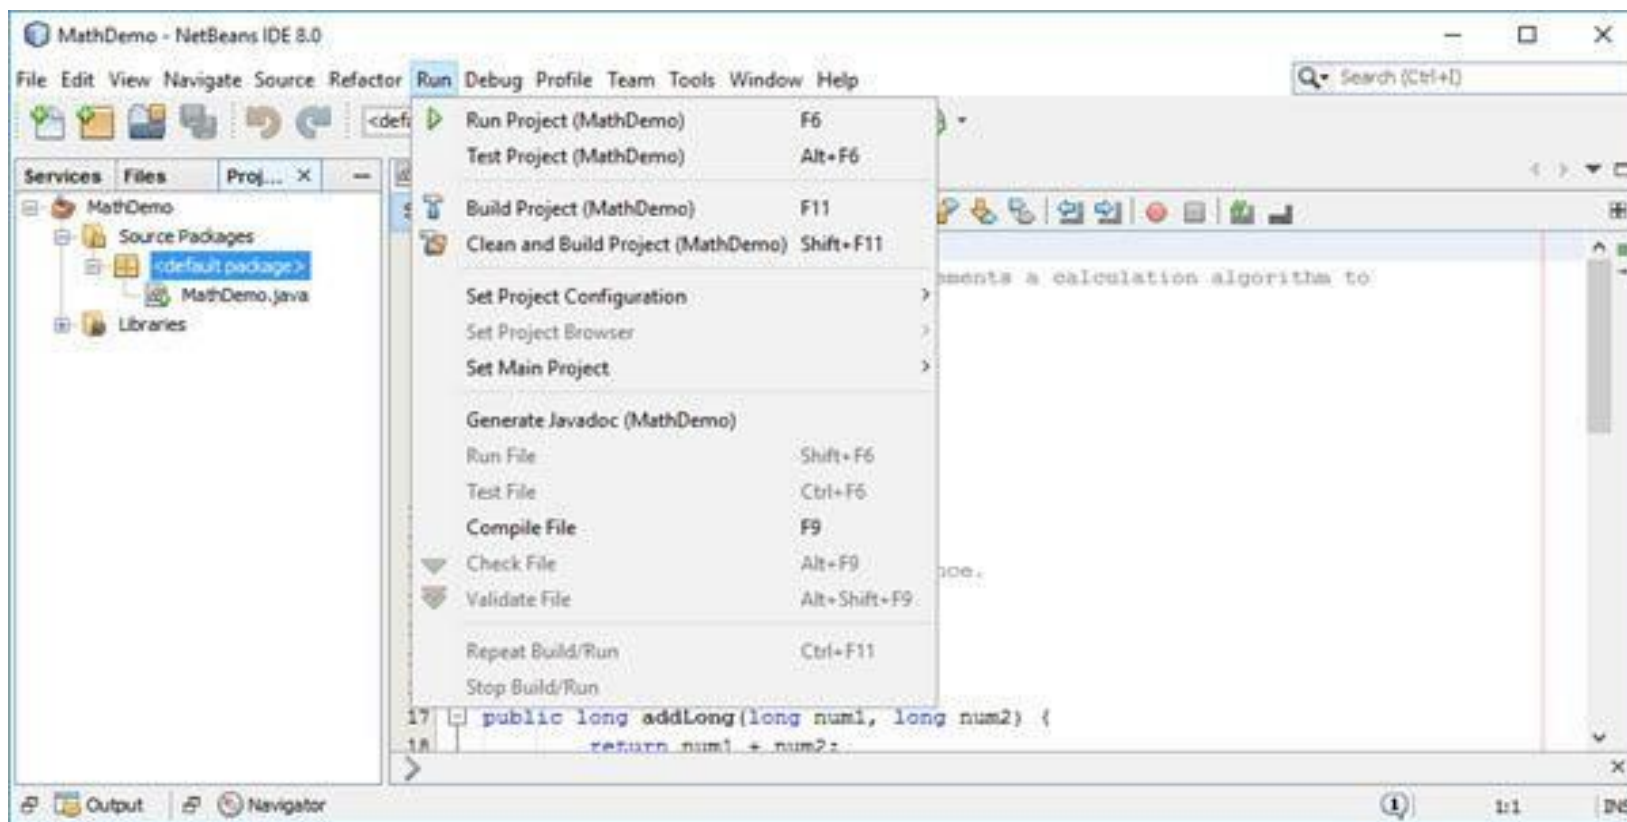 MathDemo - NetBeans IDE 8.0
File Edit View Navigate Source Refactor Run Debug Profile Team Tools Window Help
Search (Ctrl+I)
<defa
Services Files Proj... ×
MathDemo
Source Packages
<default package>
MathDemo.java
Libraries
Run Project (MathDemo) F6
Test Project (MathDemo) Alt+F6
Build Project (MathDemo) F11
Clean and Build Project (MathDemo) Shift+F11
Set Project Configuration
Set Project Browser
Set Main Project
Generate Javadoc (MathDemo)
Run File Shift+F6
Test File Ctrl+F6
Compile File F9
Check File Alt+F9
Validate File Alt+Shift+F9
Repeat Build/Run Ctrl+F11
Stop Build/Run
ements a calculation algorithm to
nce.
17 public long addLong(long num1, long num2) {
18 return num1 + num2;
Output Navigator
1 1:1 INS